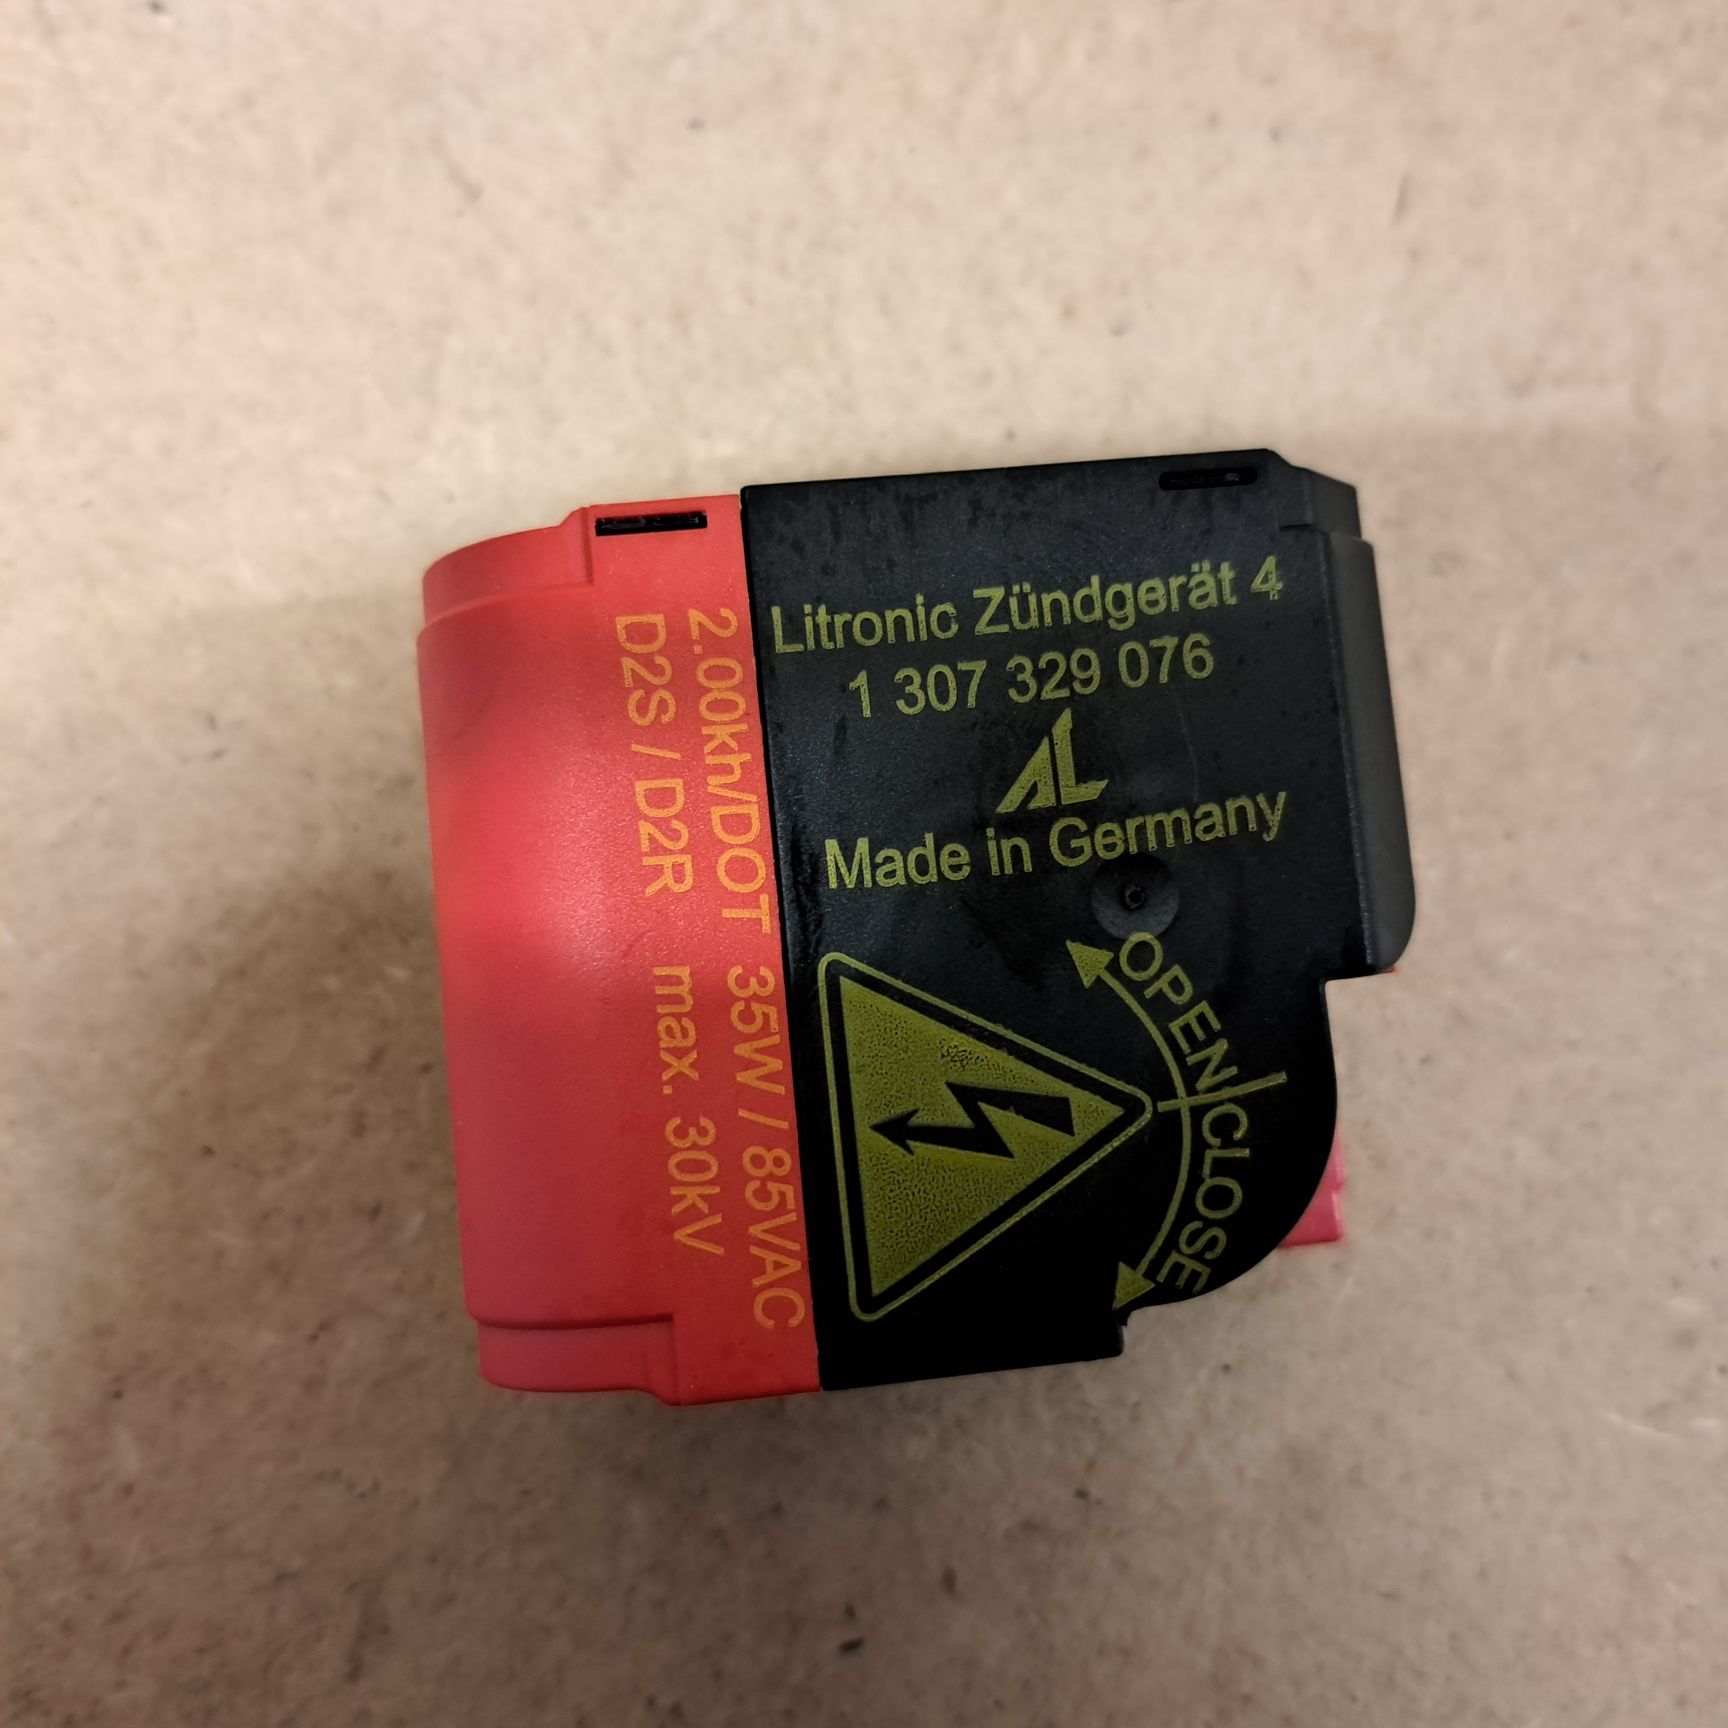 Litronic Zündgerät 4
1 307 329 076
AL
Made in Germany
OPEN
CLOSE
2.00kh/DOT 35W / 85VAC
D2S / D2R max. 30kV